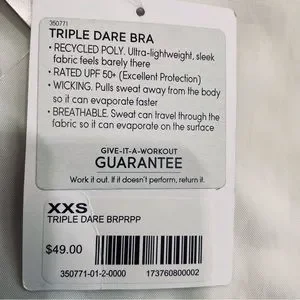 350771
TRIPLE DARE BRA
• RECYCLED POLY. Ultra-lightweight, sleek
fabric feels barely there
• RATED UPF 50+ (Excellent Protection)
• WICKING. Pulls sweat away from the body
so it can evaporate faster
• BREATHABLE. Sweat can travel through the
fabric so it can evaporate on the surface
GIVE-IT-A-WORKOUT
GUARANTEE
Work it out. If it doesn't perform, return it.
XXS
TRIPLE DARE BRPRPP
$49.00
350771-01-2-0000 173760800002